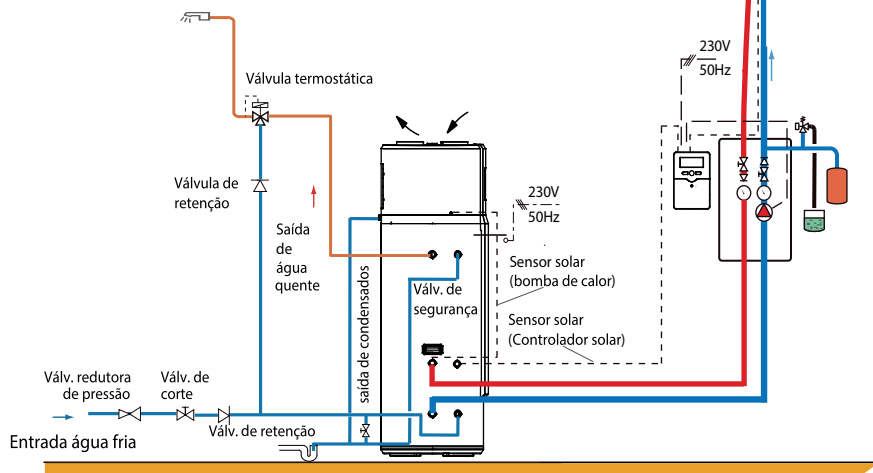 230V
50Hz
Válvula termostática
Válvula de
retenção
230V
50Hz
Saída
de
água
quente
Sensor solar
(bomba de calor)
saída de condensados
Válv. de
segurança
Sensor solar
(Controlador solar)
Válv. redutora
de pressão
Válv. de
corte
Válv. de retenção
Entrada água fria